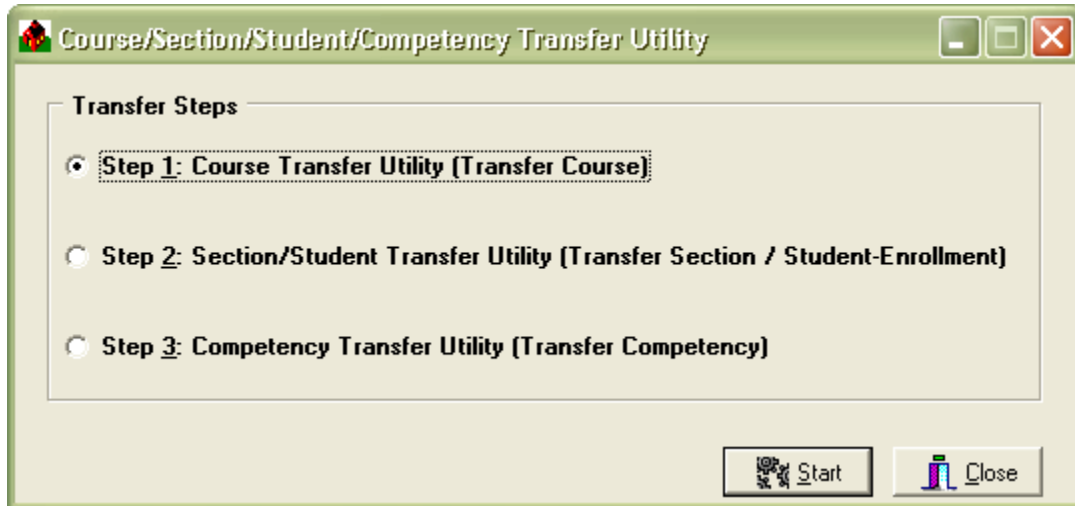 Course/Section/Student/Competency Transfer Utility
Transfer Steps
Step 1: Course Transfer Utility (Transfer Course)
Step 2: Section/Student Transfer Utility (Transfer Section / Student-Enrollment)
Step 3: Competency Transfer Utility (Transfer Competency)
Start
Close